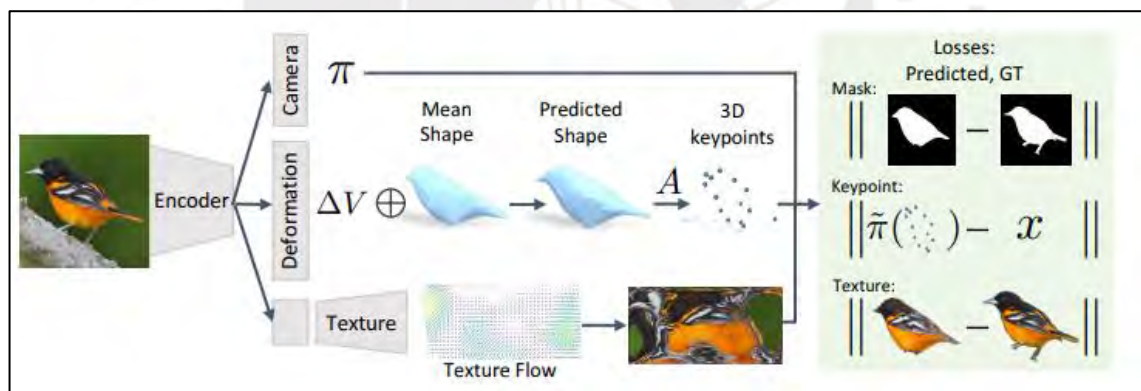 Encoder
Camera
π
Deformation
ΔV ⊕
Mean
Shape
Predicted
Shape
A
3D
keypoints
Texture
Texture Flow
Losses:
Predicted, GT
Mask:
|| − ||
Keypoint:
||π̃( ) − x ||
Texture:
|| − ||